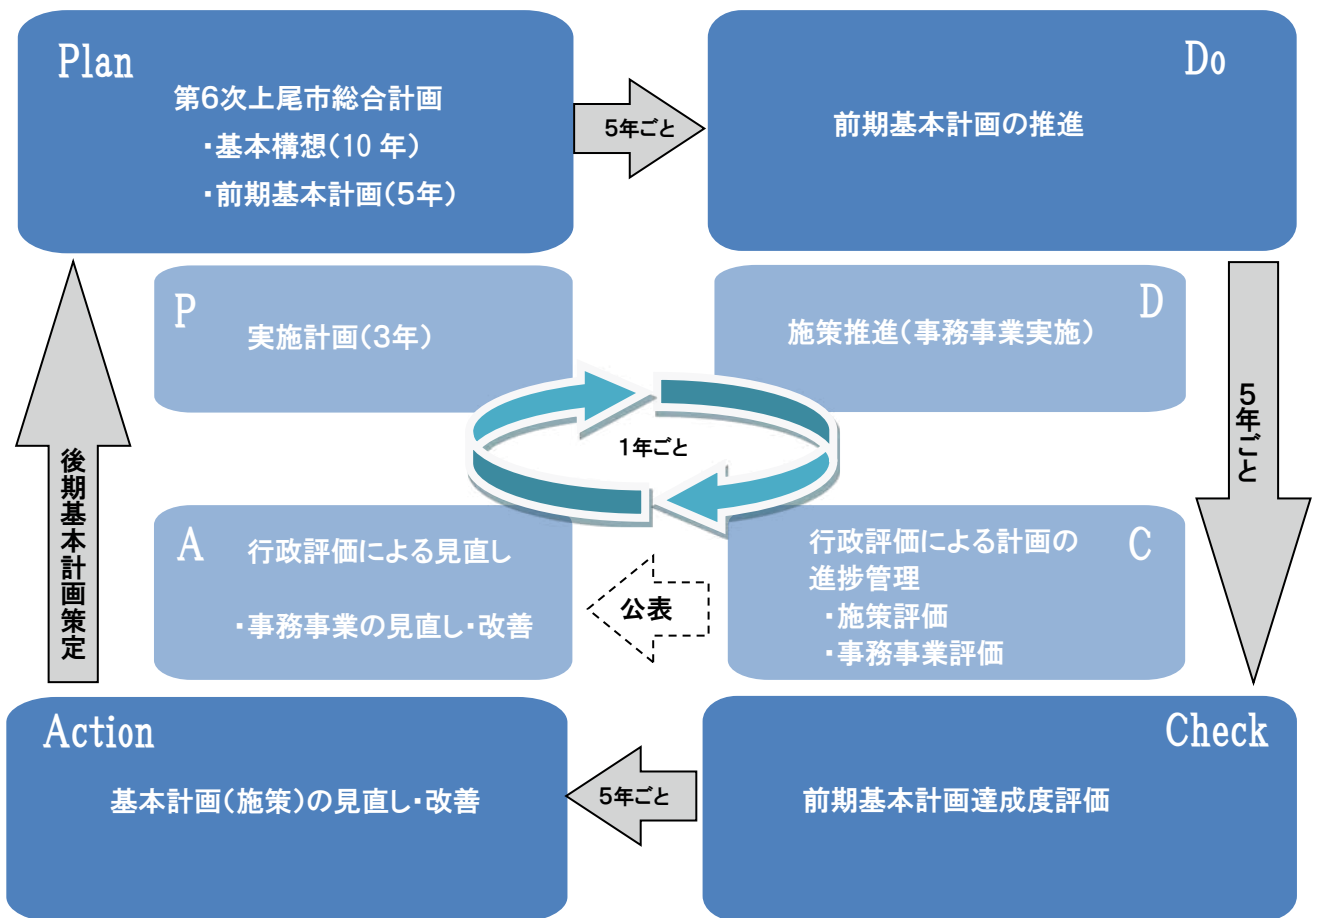 Plan
第6次上尾市総合計画
・基本構想(10年)
・前期基本計画(5年)
5年ごと
Do
前期基本計画の推進
P
実施計画(3年)
D
施策推進(事務事業実施)
1年ごと
5年ごと
後期基本計画策定
A
行政評価による見直し
・事務事業の見直し・改善
公表
C
行政評価による計画の
進捗管理
・施策評価
・事務事業評価
Action
基本計画(施策)の見直し・改善
5年ごと
Check
前期基本計画達成度評価